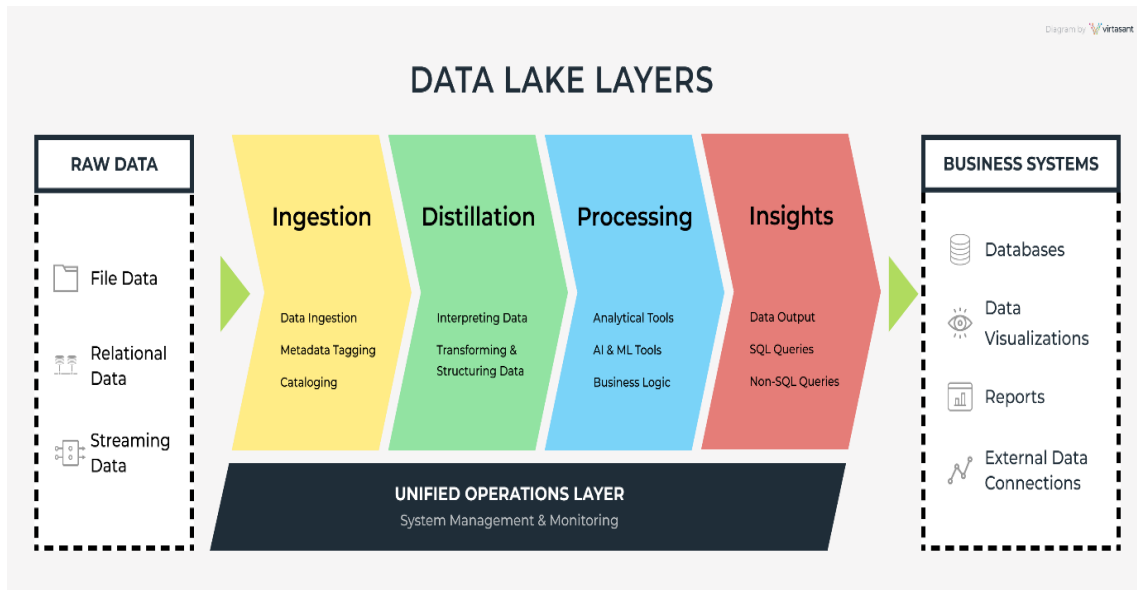 Diagram by virtasant
DATA LAKE LAYERS
RAW DATA
File Data
Relational
Data
Streaming
Data
Ingestion
Data Ingestion
Metadata Tagging
Cataloging
Distillation
Interpreting Data
Transforming &
Structuring Data
Processing
Analytical Tools
AI & ML Tools
Business Logic
Insights
Data Output
SQL Queries
Non-SQL Queries
UNIFIED OPERATIONS LAYER
System Management & Monitoring
BUSINESS SYSTEMS
Databases
Data
Visualizations
Reports
External Data
Connections